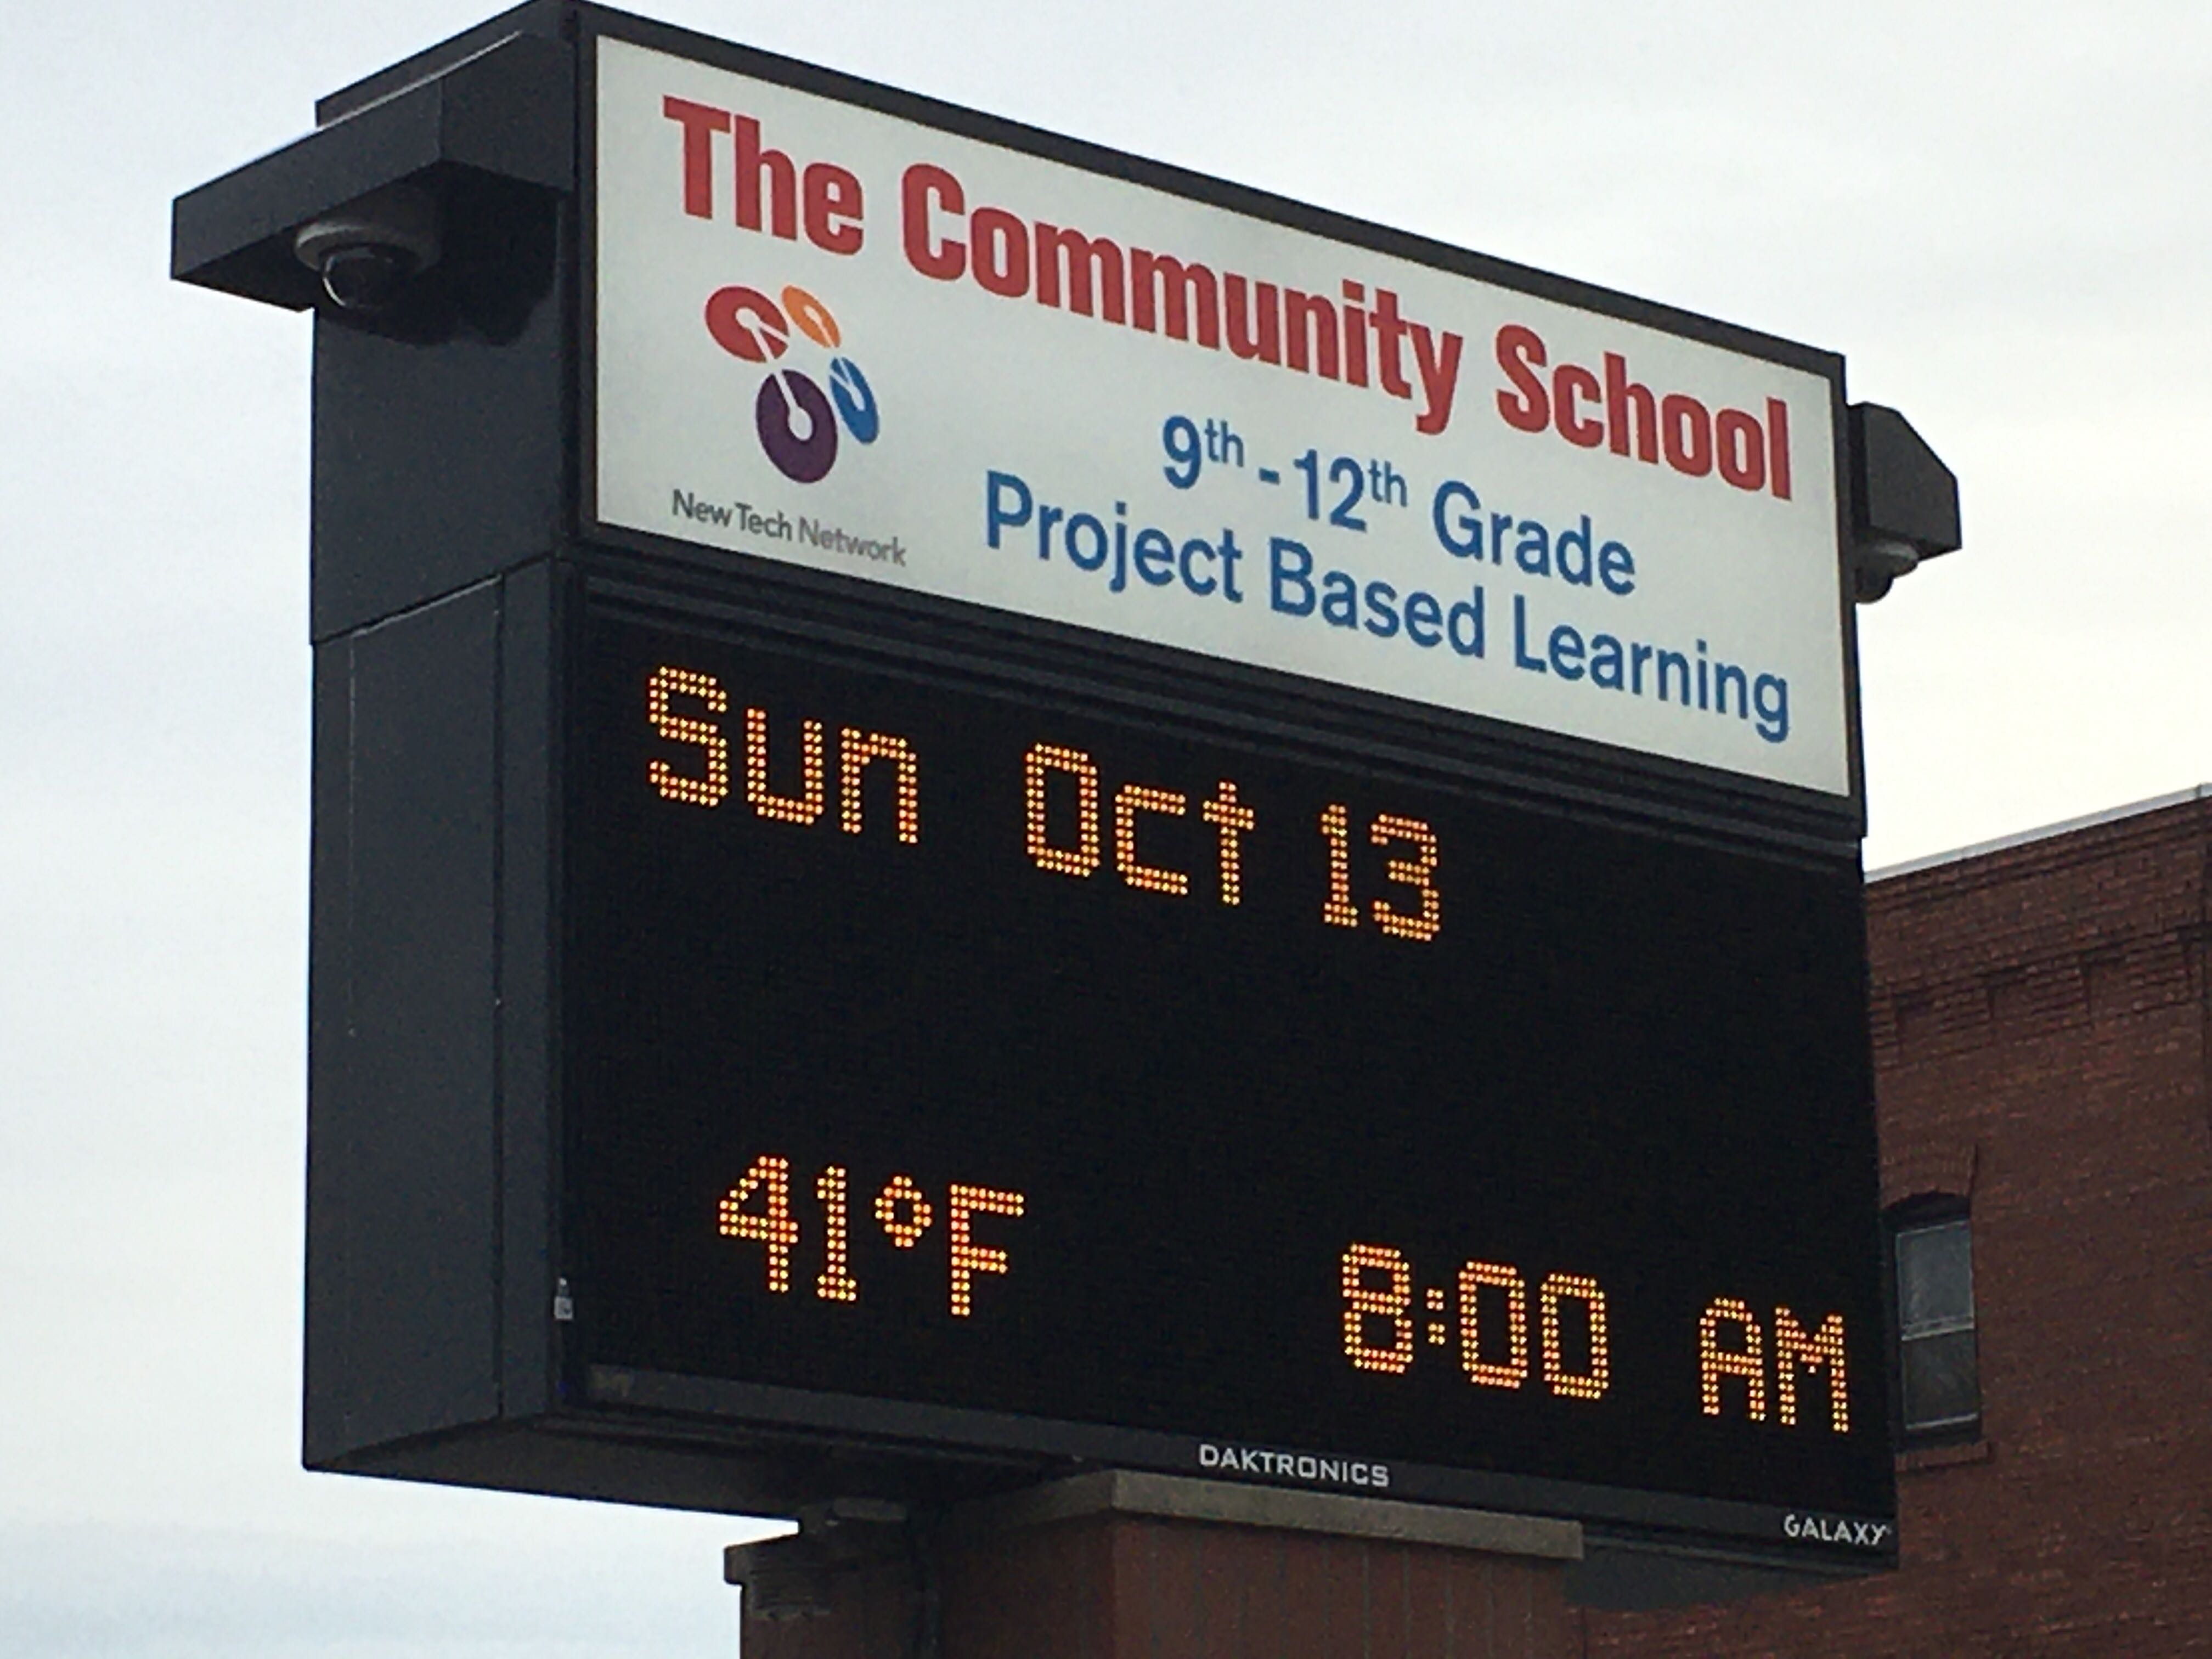 The Community School
9th - 12th Grade
Project Based Learning
New Tech Network
Sun Oct 13
41°F 8:00 AM
DAKTRONICS
GALAXY